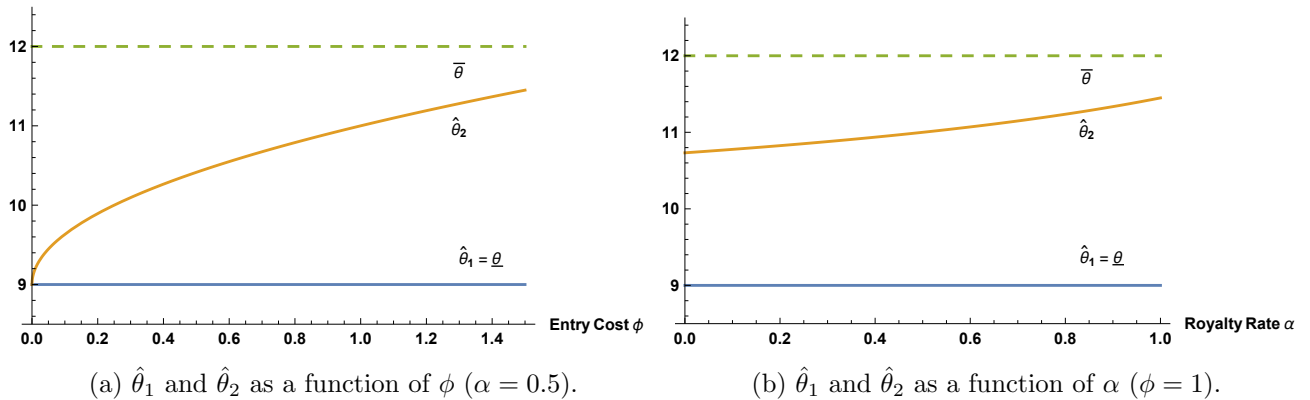 12
11
10
9
0.0 0.2 0.4 0.6 0.8 1.0 1.2 1.4
Entry Cost ϕ
θ̅
θ̂₂
θ̂₁ = θ̲
(a) θ̂₁ and θ̂₂ as a function of ϕ (α = 0.5).
12
11
10
9
0.0 0.2 0.4 0.6 0.8 1.0
Royalty Rate α
θ̅
θ̂₂
θ̂₁ = θ̲
(b) θ̂₁ and θ̂₂ as a function of α (ϕ = 1).